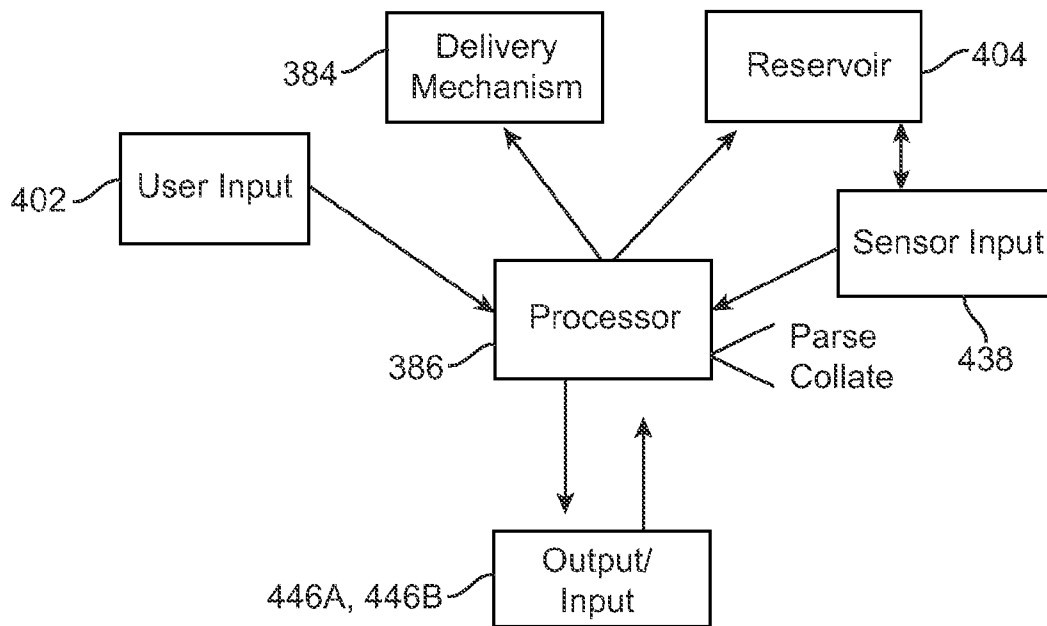 384
Delivery
Mechanism
Reservoir
404
402
User Input
Sensor Input
438
Processor
386
Parse
Collate
446A, 446B
Output/
Input